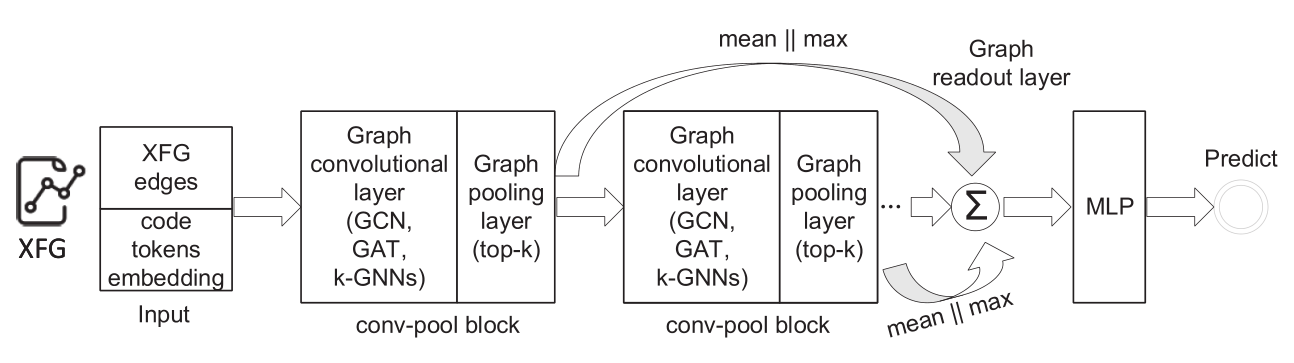 XFG
XFG
edges
code
tokens
embedding
Input
Graph
convolutional
layer
(GCN,
GAT,
k-GNNs)
Graph
pooling
layer
(top-k)
conv-pool block
mean || max
Graph
convolutional
layer
(GCN,
GAT,
k-GNNs)
Graph
pooling
layer
(top-k)
conv-pool block
...
mean || max
Graph
readout layer
Σ
MLP
Predict